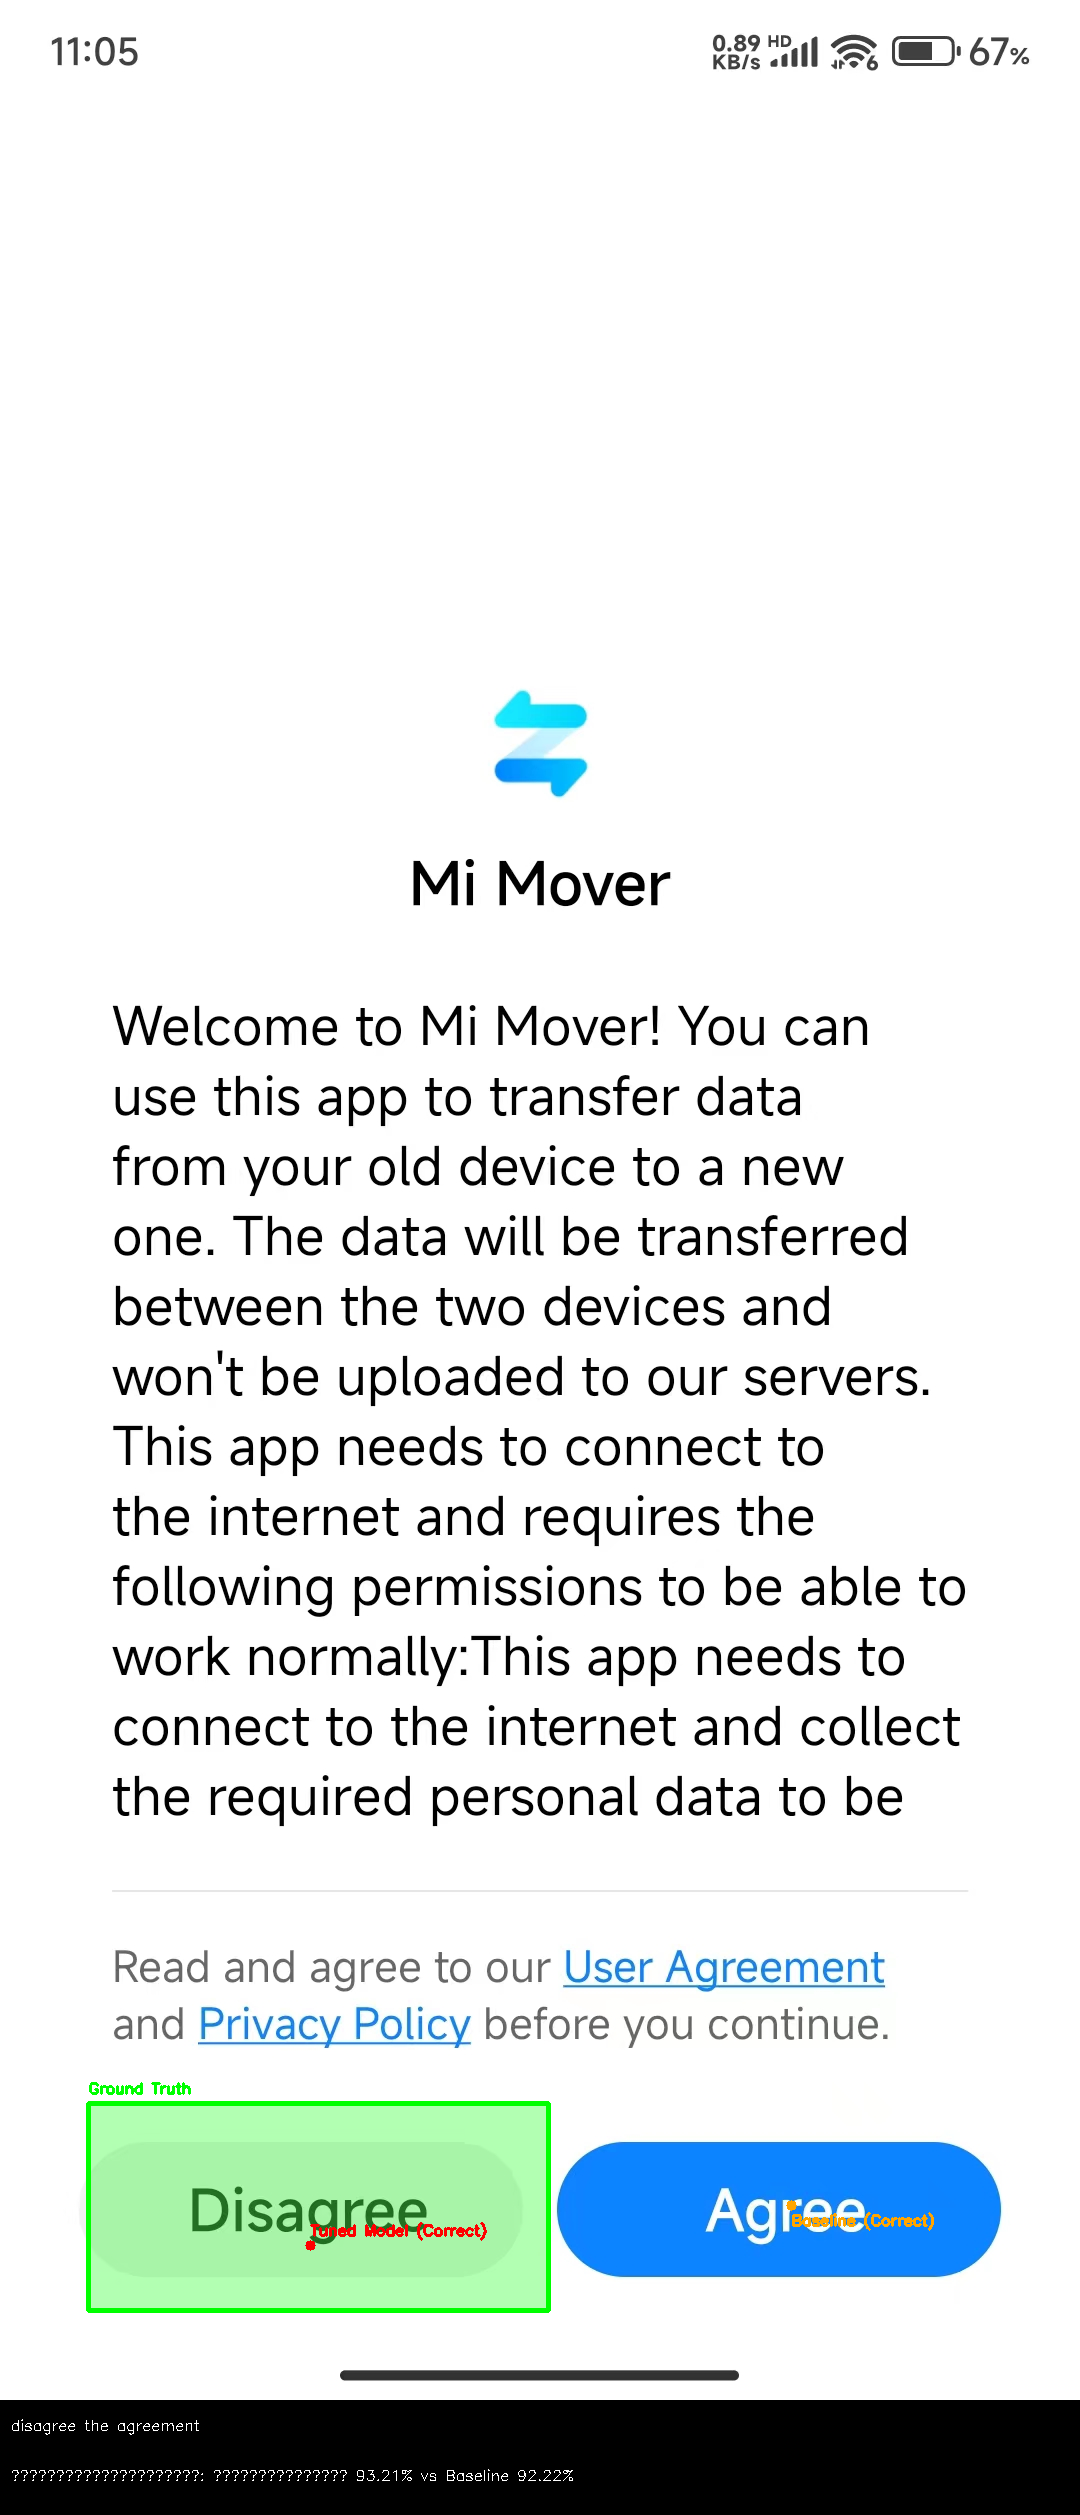 11:05
0.89 KB/s HD 6 67%
Mi Mover
Welcome to Mi Mover! You can
use this app to transfer data
from your old device to a new
one. The data will be transferred
between the two devices and
won't be uploaded to our servers.
This app needs to connect to
the internet and requires the
following permissions to be able to
work normally:This app needs to
connect to the internet and collect
the required personal data to be
Read and agree to our User Agreement
and Privacy Policy before you continue.
Ground Truth
Disagree
Agree
Tuned Model (Correct)
Baseline (Correct)
disagree the agreement
?????????????????????: ??????????????? 93.21% vs Baseline 92.22%